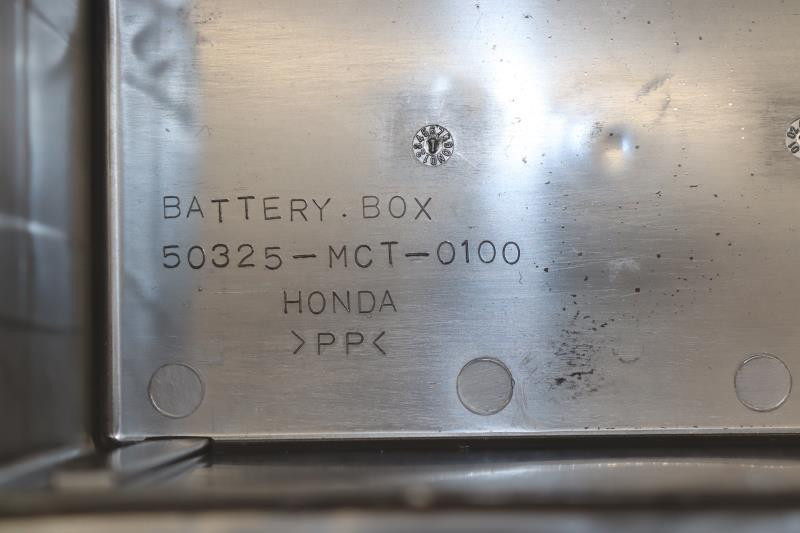 BATTERY. BOX
50325-MCT-0100
HONDA
>PP<